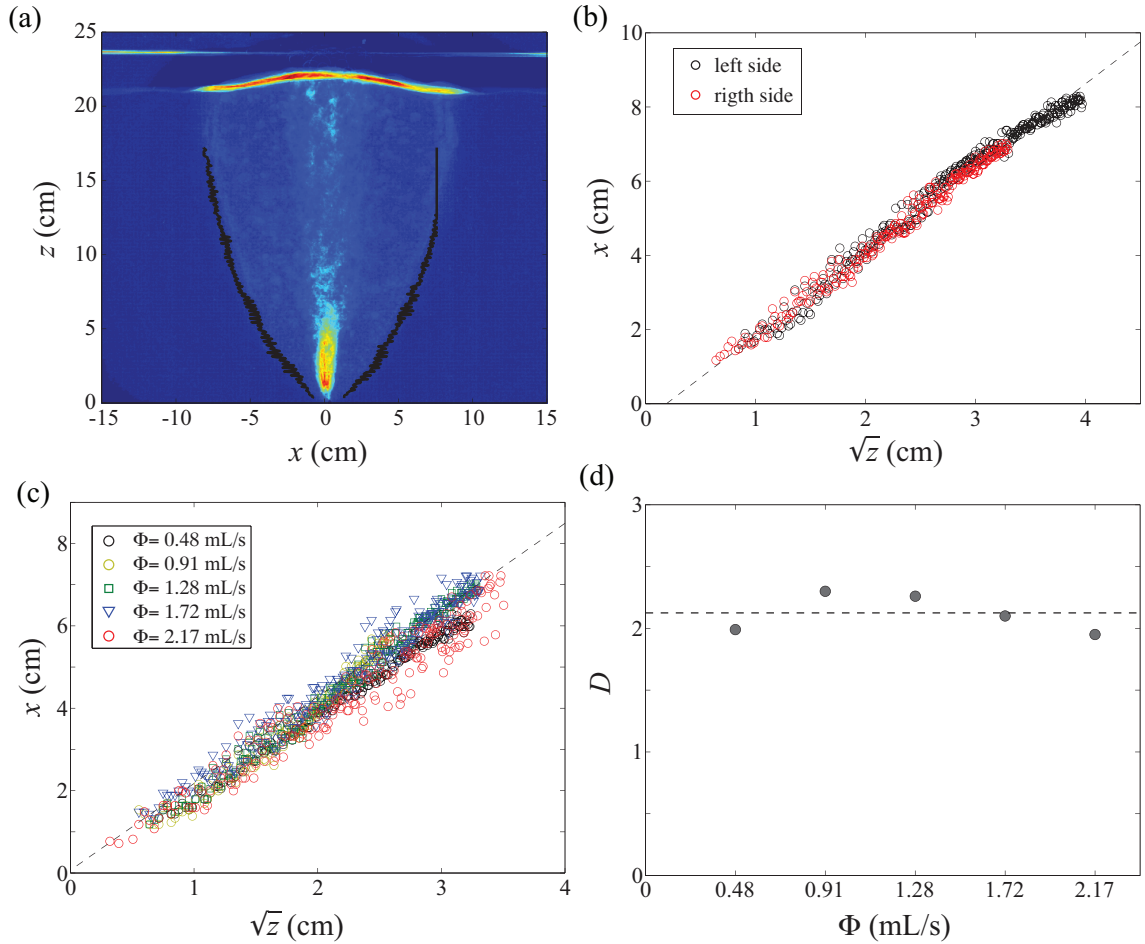 (a)
25
20
15
10
5
0
z (cm)
-15 -10 -5 0 5 10 15
x (cm)
(b)
10
8
6
4
2
0
x (cm)
left side
rigth side
0 1 2 3 4
√z (cm)
(c)
8
6
4
2
0
x (cm)
Φ= 0.48 mL/s
Φ= 0.91 mL/s
Φ= 1.28 mL/s
Φ= 1.72 mL/s
Φ= 2.17 mL/s
0 1 2 3 4
√z (cm)
(d)
3
2
1
0
D
0 0.48 0.91 1.28 1.72 2.17
Φ (mL/s)